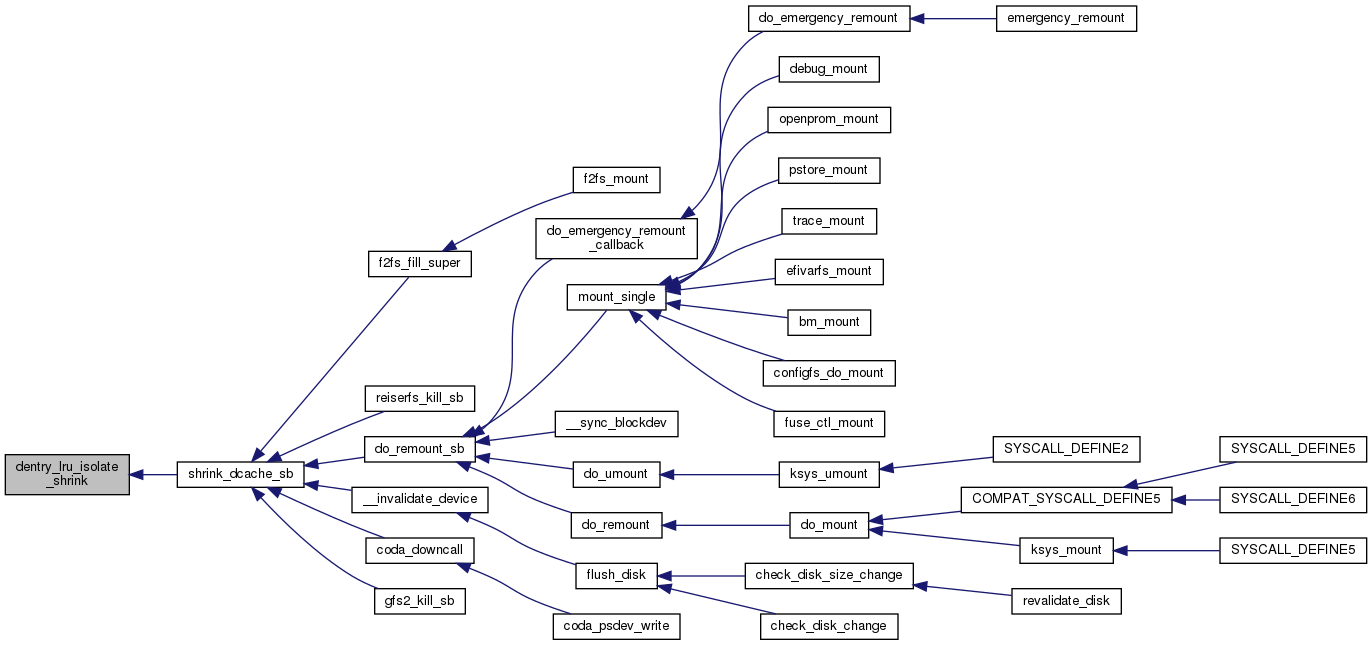 do_emergency_remount
emergency_remount
debug_mount
openprom_mount
pstore_mount
f2fs_mount
trace_mount
do_emergency_remount
_callback
f2fs_fill_super
efivarfs_mount
mount_single
bm_mount
configfs_do_mount
reiserfs_kill_sb
fuse_ctl_mount
__sync_blockdev
do_remount_sb
SYSCALL_DEFINE2
SYSCALL_DEFINE5
dentry_lru_isolate
_shrink
shrink_dcache_sb
do_umount
ksys_umount
__invalidate_device
COMPAT_SYSCALL_DEFINE5
SYSCALL_DEFINE6
do_remount
do_mount
coda_downcall
ksys_mount
SYSCALL_DEFINE5
flush_disk
check_disk_size_change
gfs2_kill_sb
revalidate_disk
coda_psdev_write
check_disk_change